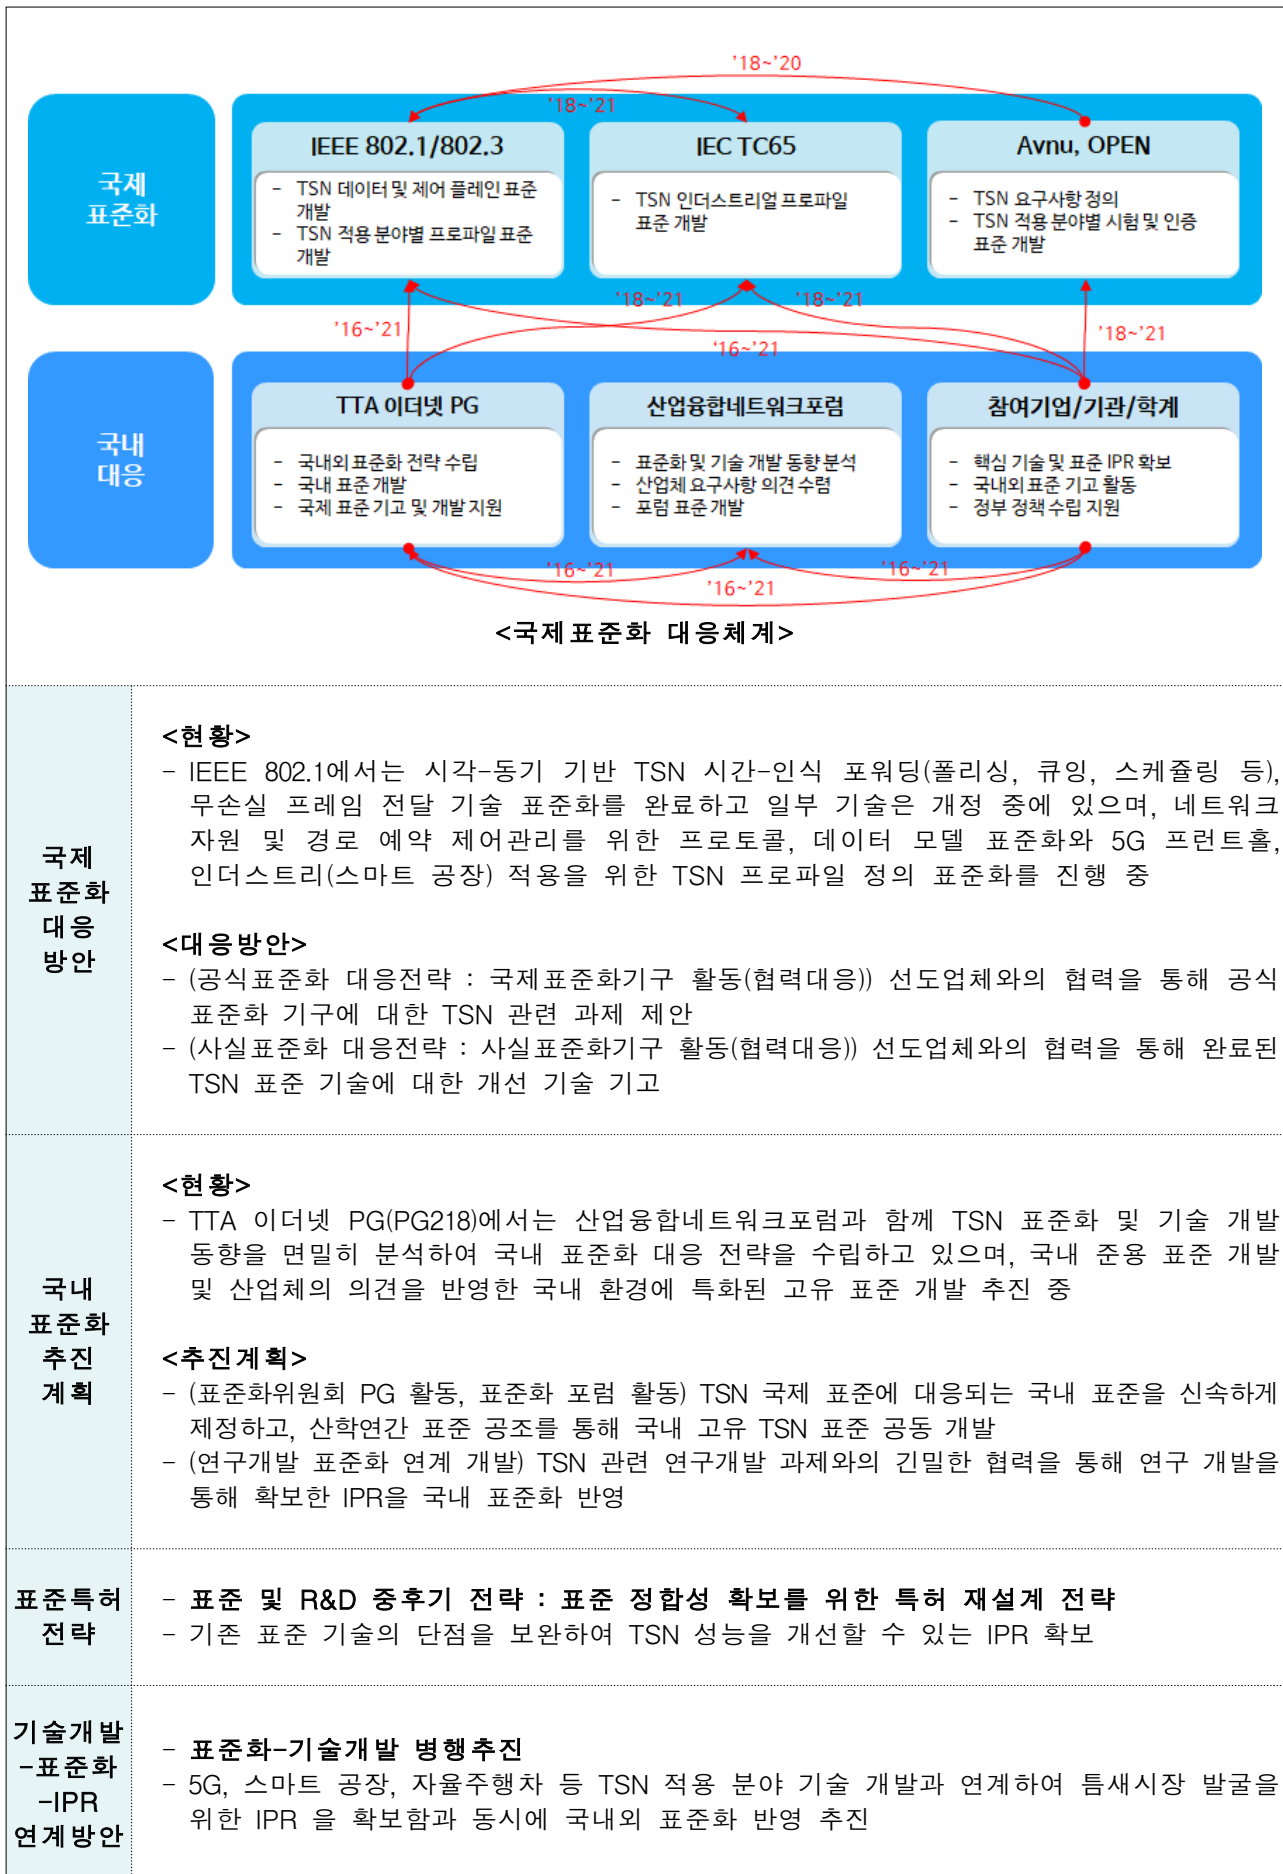 '18~'20
'18~'21
국제
표준화
IEEE 802.1/802.3
- TSN 데이터 및 제어 플레인 표준
개발
- TSN 적용 분야별 프로파일 표준
개발
IEC TC65
- TSN 인더스트리얼 프로파일
표준 개발
Avnu, OPEN
- TSN 요구사항 정의
- TSN 적용 분야별 시험 및 인증
표준 개발
'18~'21
'18~'21
'16~'21
'16~'21
'18~'21
국내
대응
TTA 이더넷 PG
- 국내외 표준화 전략 수립
- 국내 표준 개발
- 국제 표준 기고 및 개발 지원
산업융합네트워크포럼
- 표준화 및 기술 개발 동향 분석
- 산업체 요구사항 의견 수렴
- 포럼 표준 개발
참여기업/기관/학계
- 핵심 기술 및 표준 IPR 확보
- 국내외 표준 기고 활동
- 정부 정책 수립 지원
'16~'21
'16~'21
'16~'21
<국제표준화 대응체계>
국제
표준화
대응
방안
<현황>
- IEEE 802.1에서는 시각-동기 기반 TSN 시간-인식 포워딩(폴리싱, 큐잉, 스케쥴링 등),
무손실 프레임 전달 기술 표준화를 완료하고 일부 기술은 개정 중에 있으며, 네트워크
자원 및 경로 예약 제어관리를 위한 프로토콜, 데이터 모델 표준화와 5G 프런트홀,
인더스트리(스마트 공장) 적용을 위한 TSN 프로파일 정의 표준화를 진행 중
<대응방안>
- (공식표준화 대응전략 : 국제표준화기구 활동(협력대응)) 선도업체와의 협력을 통해 공식
표준화 기구에 대한 TSN 관련 과제 제안
- (사실표준화 대응전략 : 사실표준화기구 활동(협력대응)) 선도업체와의 협력을 통해 완료된
TSN 표준 기술에 대한 개선 기술 기고
국내
표준화
추진
계획
<현황>
- TTA 이더넷 PG(PG218)에서는 산업융합네트워크포럼과 함께 TSN 표준화 및 기술 개발
동향을 면밀히 분석하여 국내 표준화 대응 전략을 수립하고 있으며, 국내 준용 표준 개발
및 산업체의 의견을 반영한 국내 환경에 특화된 고유 표준 개발 추진 중
<추진계획>
- (표준화위원회 PG 활동, 표준화 포럼 활동) TSN 국제 표준에 대응되는 국내 표준을 신속하게
제정하고, 산학연간 표준 공조를 통해 국내 고유 TSN 표준 공동 개발
- (연구개발 표준화 연계 개발) TSN 관련 연구개발 과제와의 긴밀한 협력을 통해 연구 개발을
통해 확보한 IPR을 국내 표준화 반영
표준특허
전략
- 표준 및 R&D 중후기 전략 : 표준 정합성 확보를 위한 특허 재설계 전략
- 기존 표준 기술의 단점을 보완하여 TSN 성능을 개선할 수 있는 IPR 확보
기술개발
-표준화
-IPR
연계방안
- 표준화-기술개발 병행추진
- 5G, 스마트 공장, 자율주행차 등 TSN 적용 분야 기술 개발과 연계하여 틈새시장 발굴을
위한 IPR 을 확보함과 동시에 국내외 표준화 반영 추진